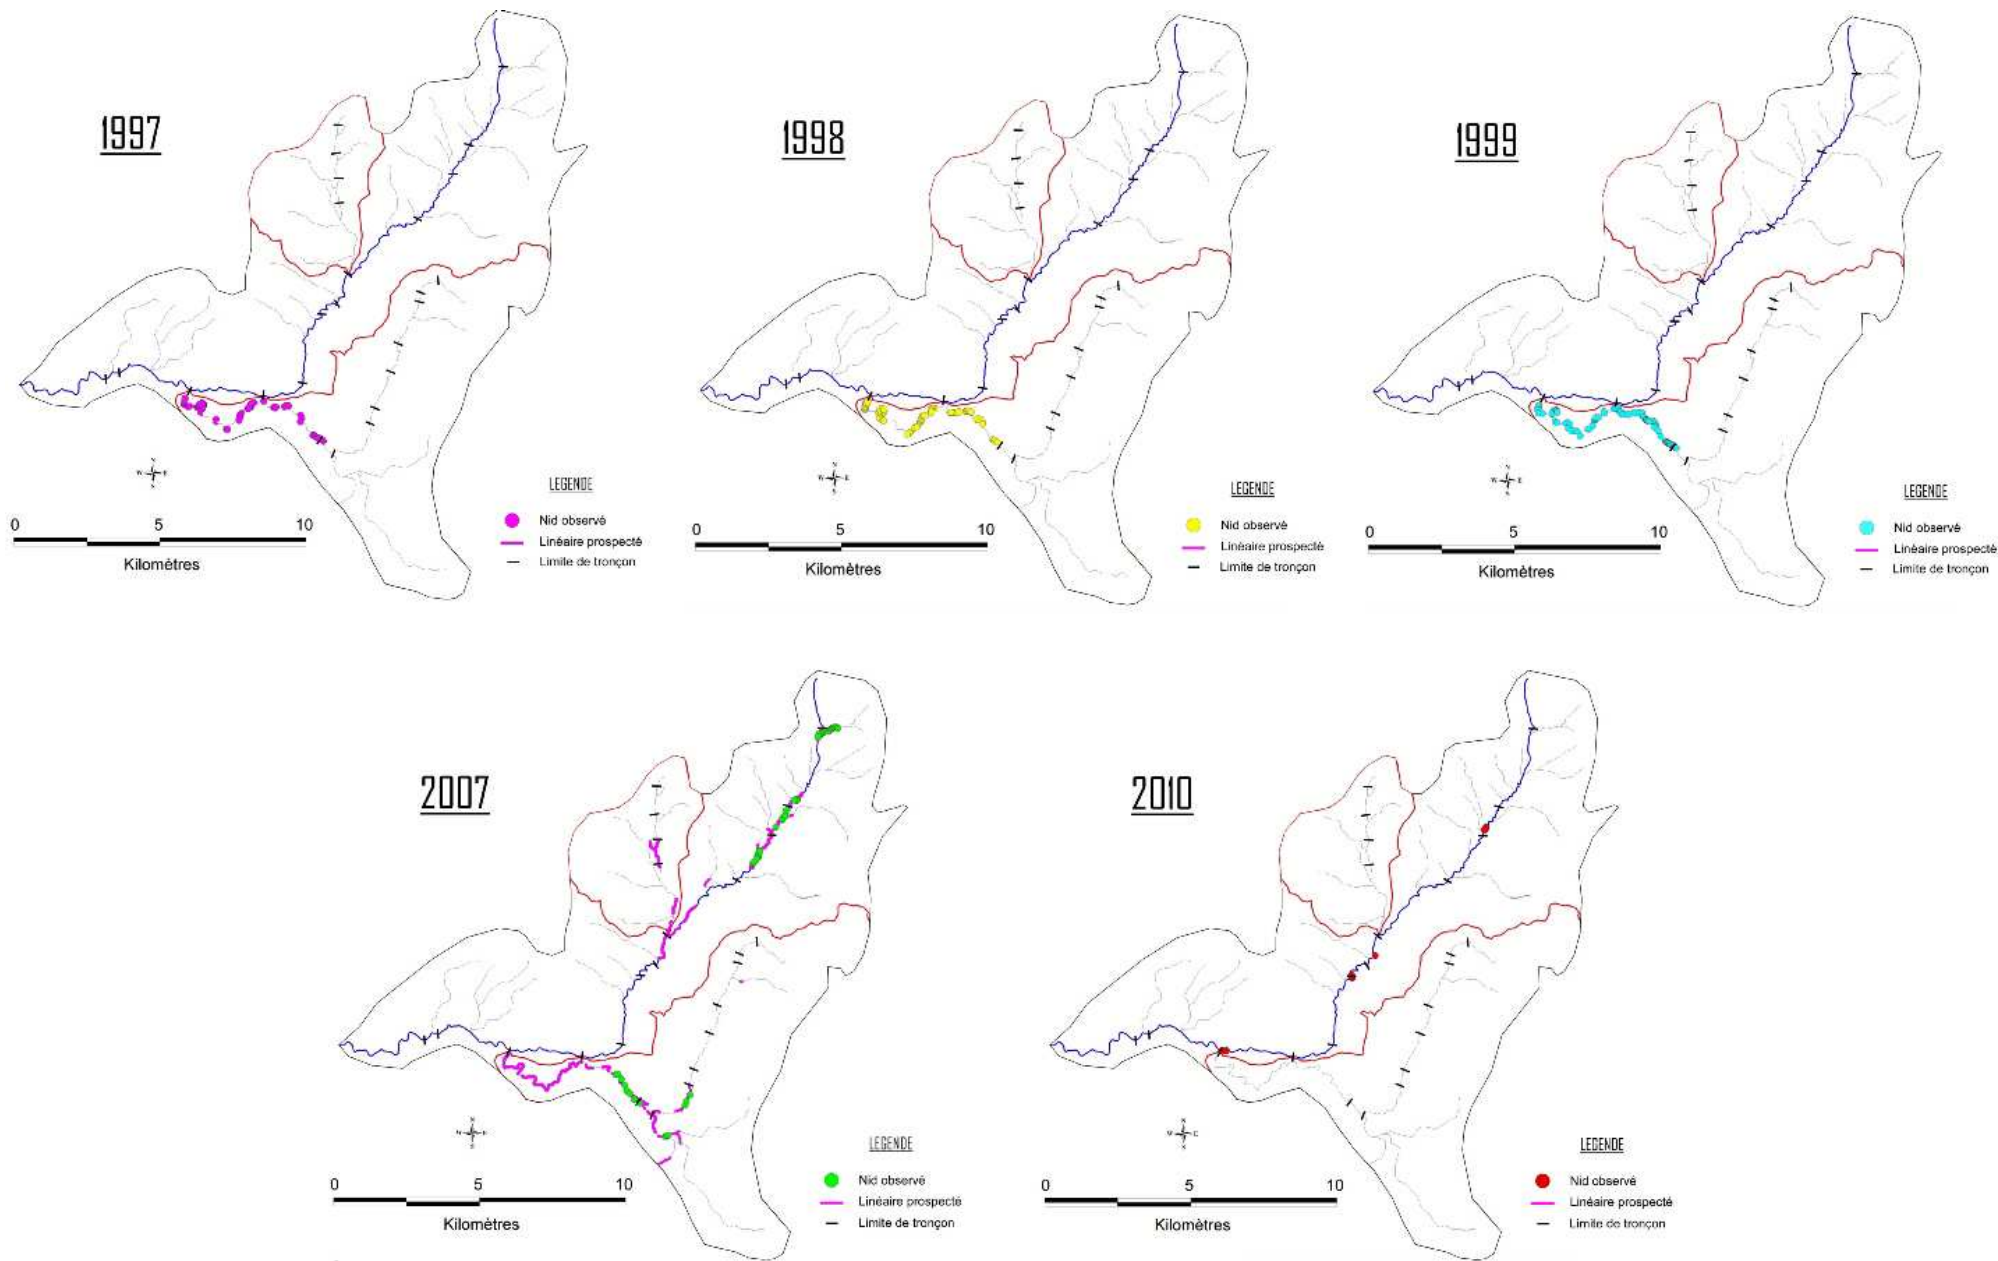 1997
N
W E
S
LEGENDE
Nid observé
Linéaire prospecté
Limite de tronçon
0 5 10
Kilomètres
1998
N
W E
S
LEGENDE
Nid observé
Linéaire prospecté
Limite de tronçon
0 5 10
Kilomètres
1999
N
W E
S
LEGENDE
Nid observé
Linéaire prospecté
Limite de tronçon
0 5 10
Kilomètres
2007
N
W E
S
LEGENDE
Nid observé
Linéaire prospecté
Limite de tronçon
0 5 10
Kilomètres
2010
N
W E
S
LEGENDE
Nid observé
Linéaire prospecté
Limite de tronçon
0 5 10
Kilomètres